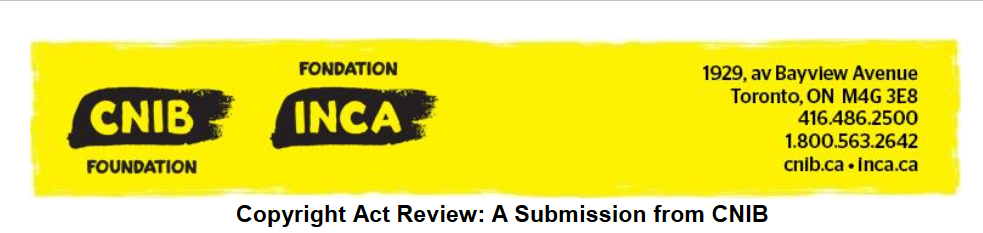 CNIB
FOUNDATION
FONDATION
INCA
1929, av Bayview Avenue
Toronto, ON M4G 3E8
416.486.2500
1.800.563.2642
cnib.ca • inca.ca
Copyright Act Review: A Submission from CNIB